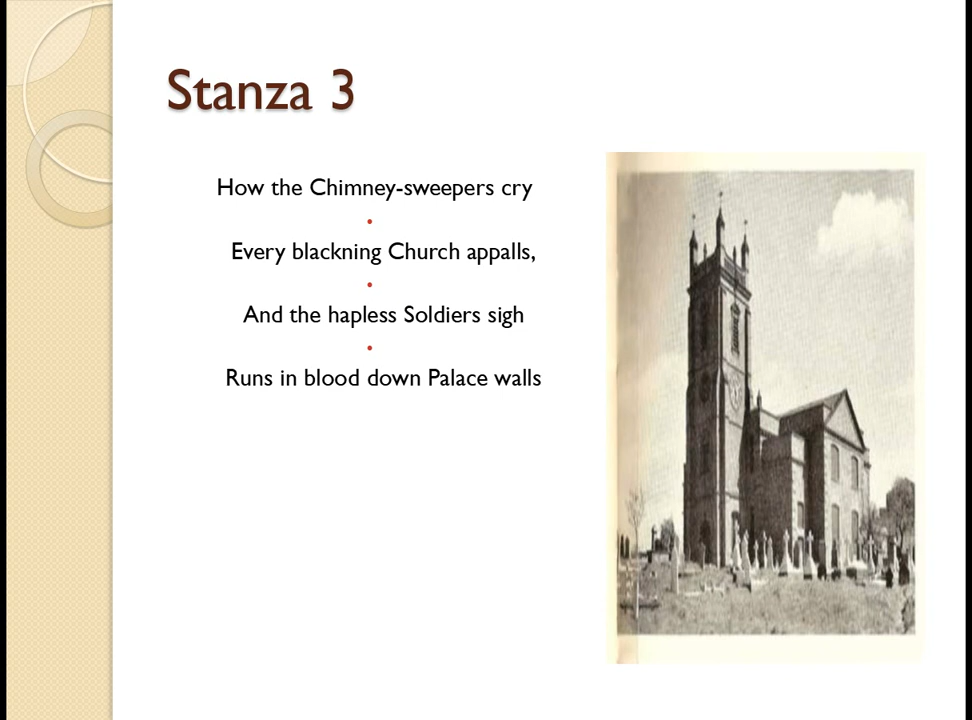 Stanza 3
How the Chimney-sweepers cry
Every blackning Church appalls,
And the hapless Soldiers sigh
Runs in blood down Palace walls